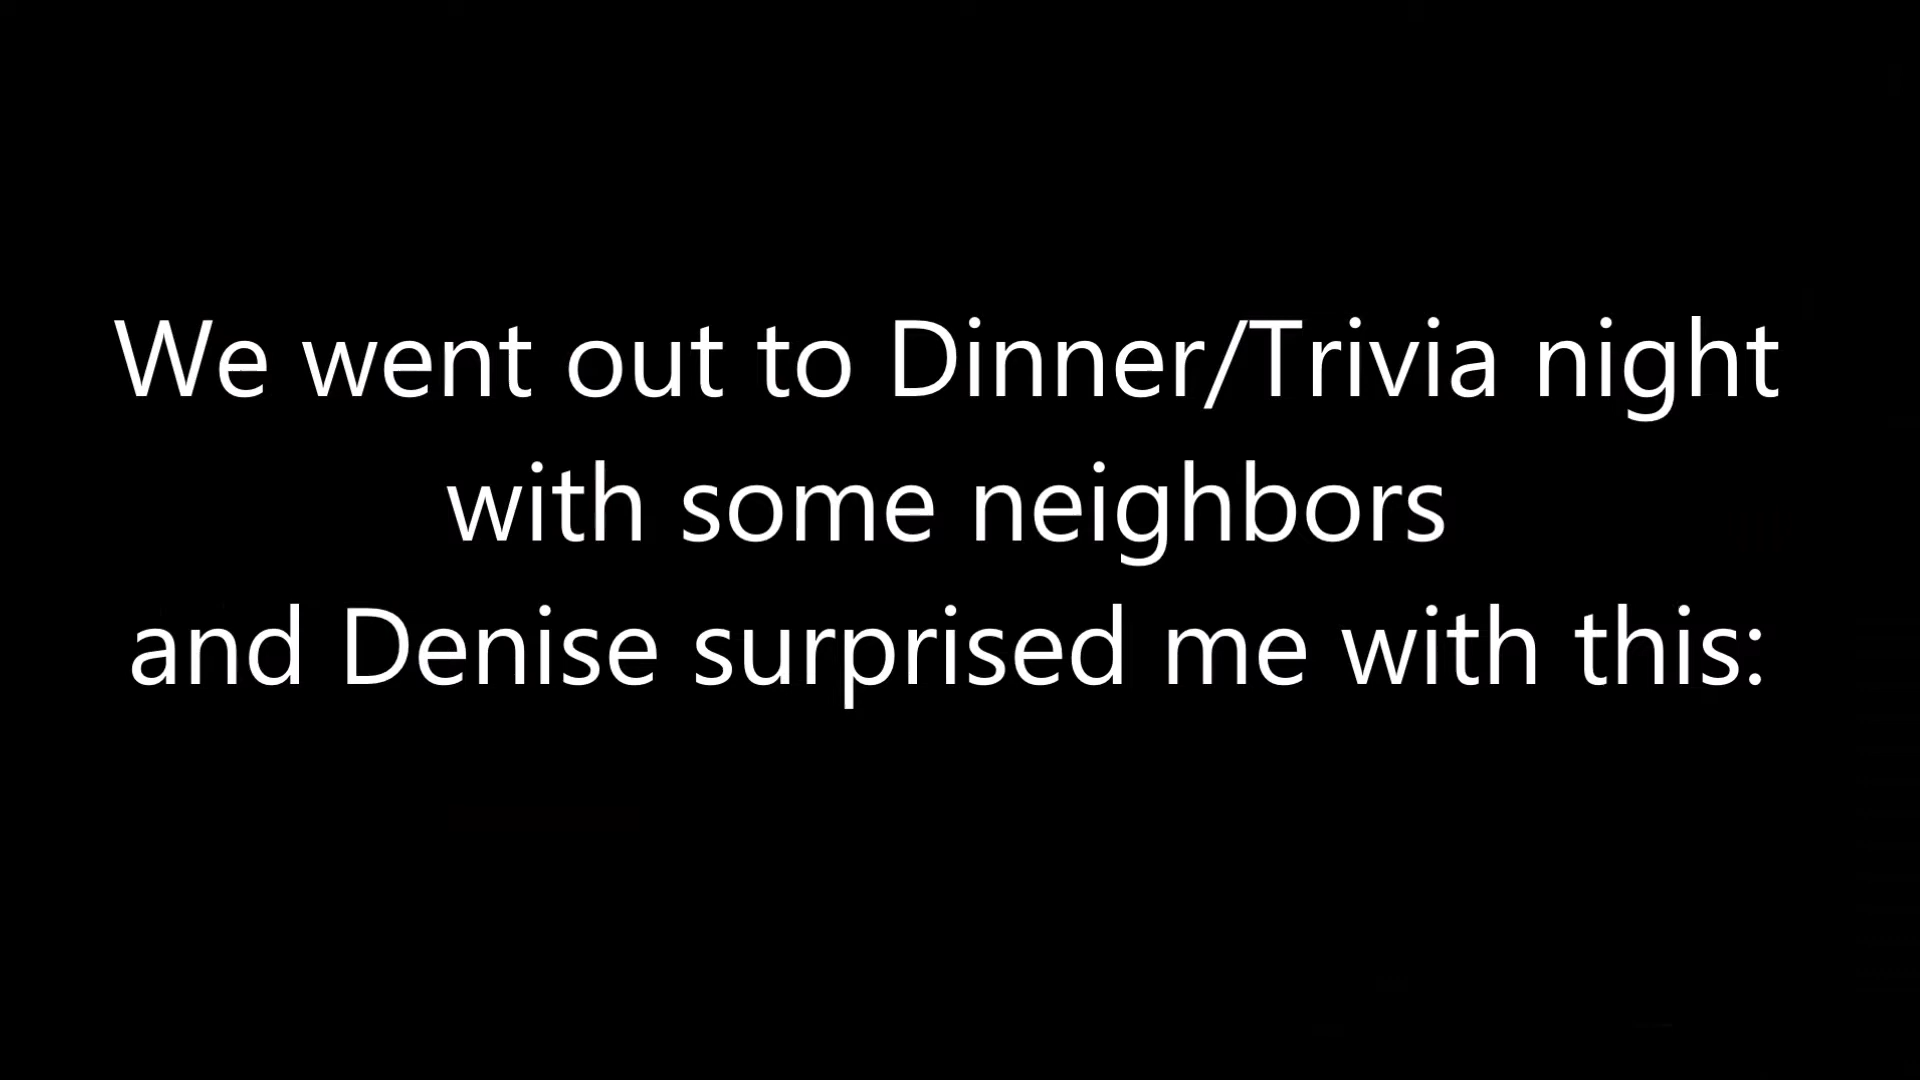 We went out to Dinner/Trivia night
with some neighbors
and Denise surprised me with this: